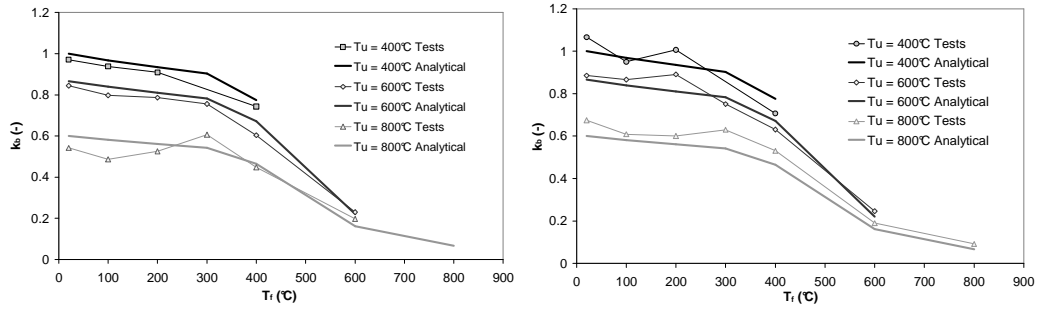 1.2
1
0.8
0.6
0.4
0.2
0
k_b (-)
0 100 200 300 400 500 600 700 800 900
T_f (°C)
Tu = 400°C Tests
Tu = 400°C Analytical
Tu = 600°C Tests
Tu = 600°C Analytical
Tu = 800°C Tests
Tu = 800°C Analytical
1.2
1
0.8
0.6
0.4
0.2
0
k_b (-)
0 100 200 300 400 500 600 700 800 900
T_f (°C)
Tu = 400°C Tests
Tu = 400°C Analytical
Tu = 600°C Tests
Tu = 600°C Analytical
Tu = 800°C Tests
Tu = 800°C Analytical